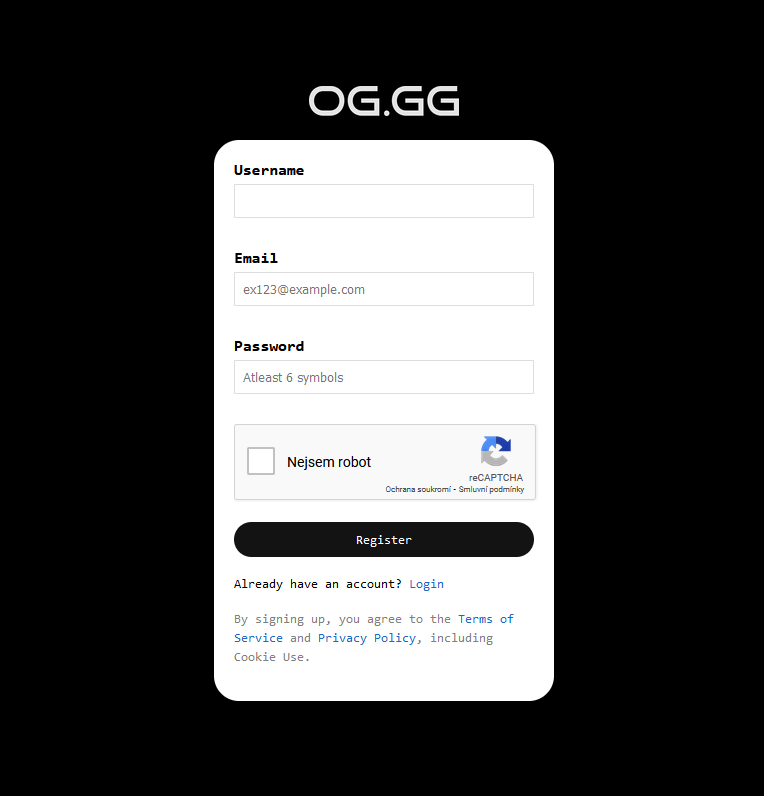 OG.GG
Username
Email
ex123@example.com
Password
Atleast 6 symbols
Nejsem robot
reCAPTCHA
Ochrana soukromí - Smluvní podmínky
Register
Already have an account? Login
By signing up, you agree to the Terms of
Service and Privacy Policy, including
Cookie Use.